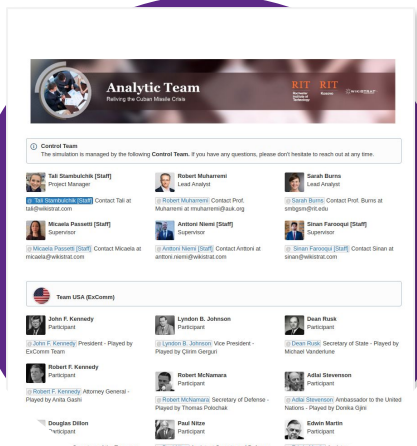 Analytic Team
Reliving the Cuban Missile Crisis
RIT
Rochester
Institute of
Technology
RIT
Kosovo
WIKISTRAT
Control Team
The simulation is managed by the following Control Team. If you have any questions, please don't hesitate to reach out at any time.
Tali Stambulchik [Staff]
Project Manager
@ Tali Stambulchik [Staff] Contact Tali at
tali@wikistrat.com
Robert Muharremi
Lead Analyst
@ Robert Muharremi Contact Prof.
Muharremi at rmuharremi@auk.org
Sarah Burns
Lead Analyst
@ Sarah Burns Contact Prof. Burns at
smbgsm@rit.edu
Micaela Passetti [Staff]
Supervisor
@ Micaela Passetti [Staff] Contact Micaela at
micaela@wikistrat.com
Anttoni Niemi [Staff]
Supervisor
@ Anttoni Niemi [Staff] Contact Anttoni at
anttoni.niemi@wikistrat.com
Sinan Farooqui [Staff]
Supervisor
@ Sinan Farooqui [Staff] Contact Sinan at
sinan@wikistrat.com
Team USA (ExComm)
John F. Kennedy
Participant
@ John F. Kennedy President - Played by
ExComm Team
Lyndon B. Johnson
Participant
@ Lyndon B. Johnson Vice President -
Played by Çlirim Gerguri
Dean Rusk
Participant
@ Dean Rusk Secretary of State - Played by
Michael Vanderlune
Robert F. Kennedy
Participant
@ Robert F. Kennedy Attorney General -
Played by Anita Gashi
Robert McNamara
Participant
@ Robert McNamara Secretary of Defense -
Played by Thomas Polochak
Adlai Stevenson
Participant
@ Adlai Stevenson Ambassador to the United
Nations - Played by Donika Gjini
Douglas Dillon
Participant
Paul Nitze
Participant
Edwin Martin
Participant